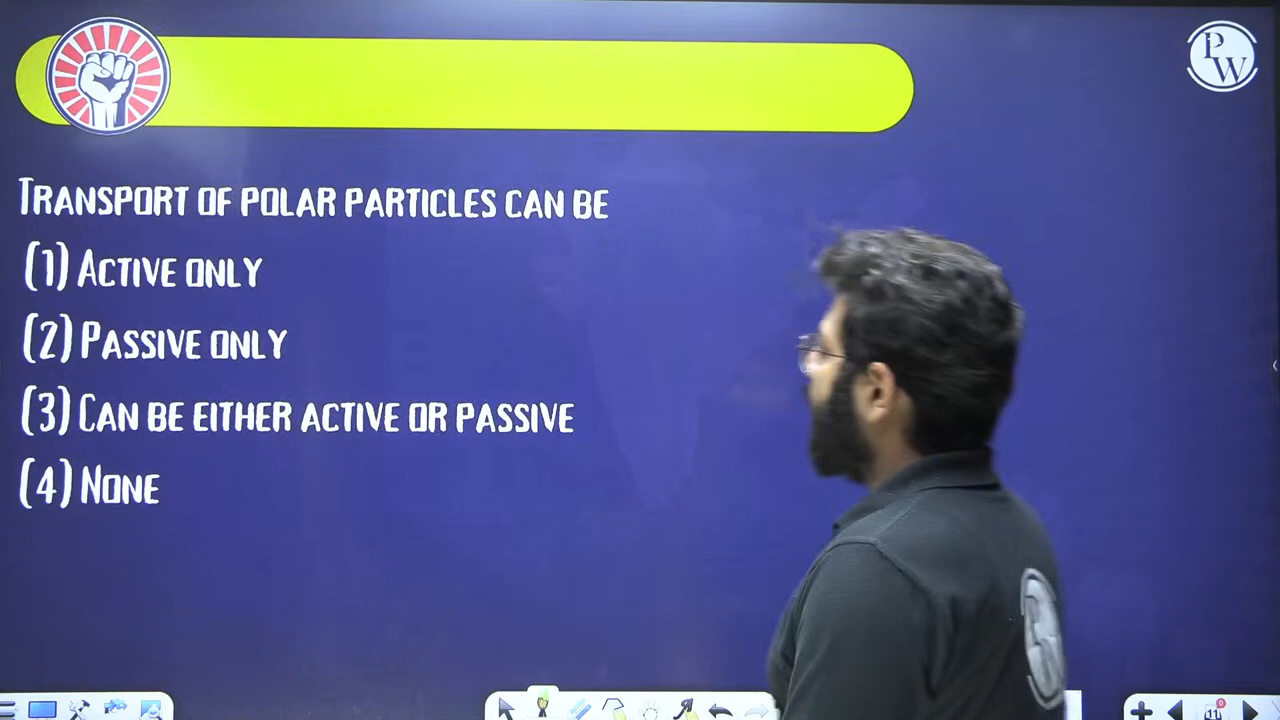 PW
TRANSPORT OF POLAR PARTICLES CAN BE
(1) ACTIVE ONLY
(2) PASSIVE ONLY
(3) CAN BE EITHER ACTIVE OR PASSIVE
(4) NONE